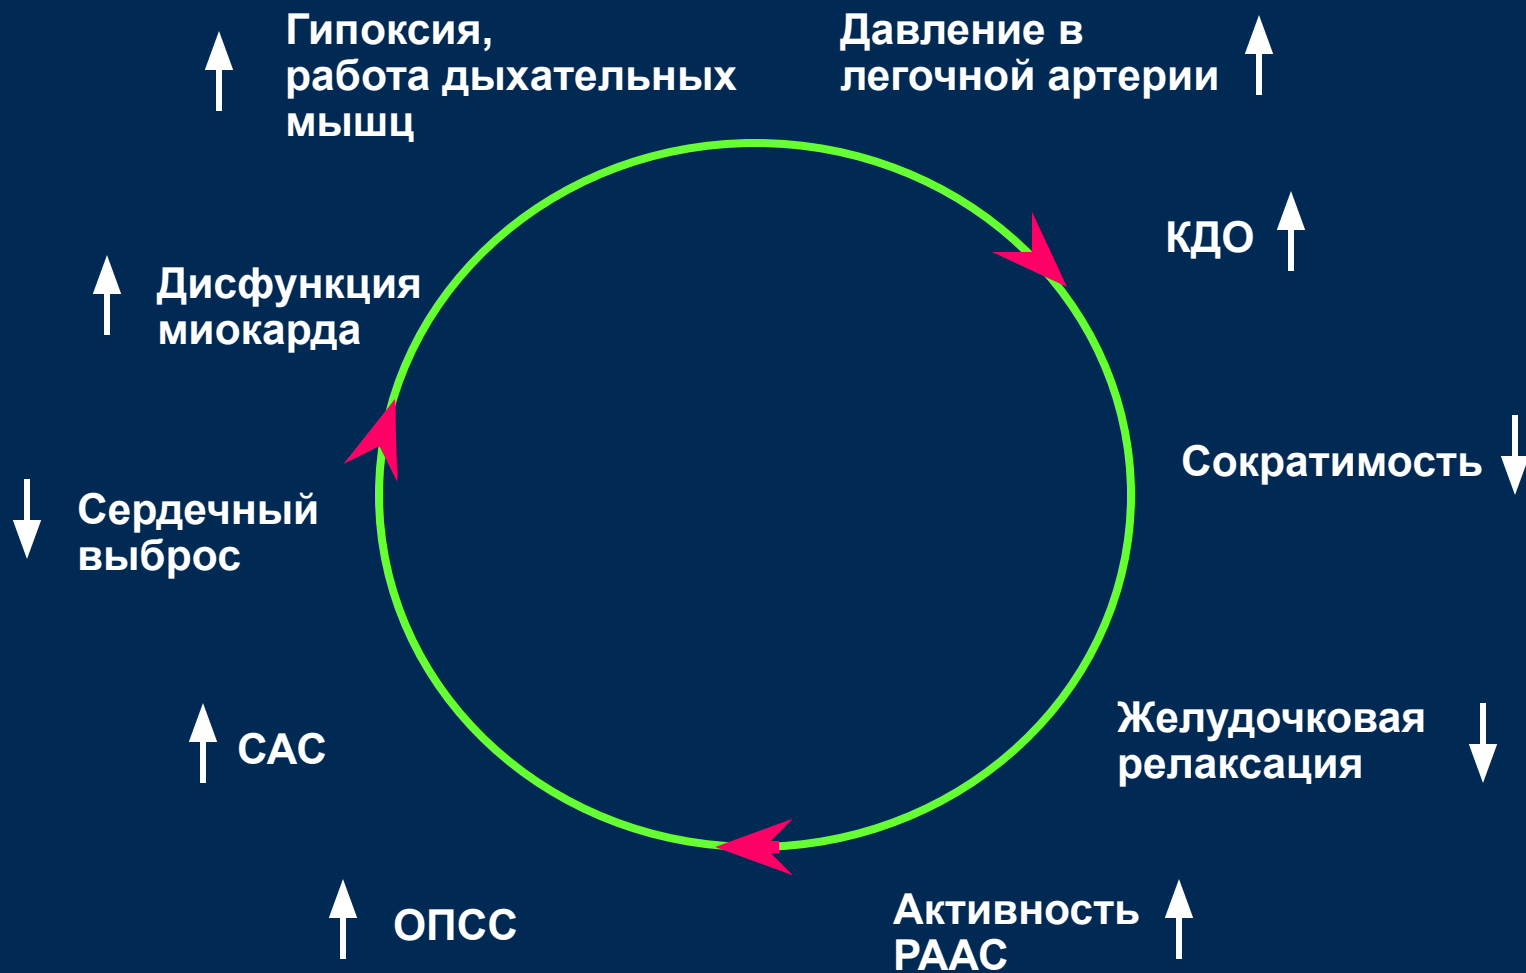 Гипоксия,
работа дыхательных
мышц
Давление в
легочной артерии
КДО
Дисфункция
миокарда
Сократимость
Сердечный
выброс
Желудочковая
релаксация
САС
Активность
РААС
ОПСС